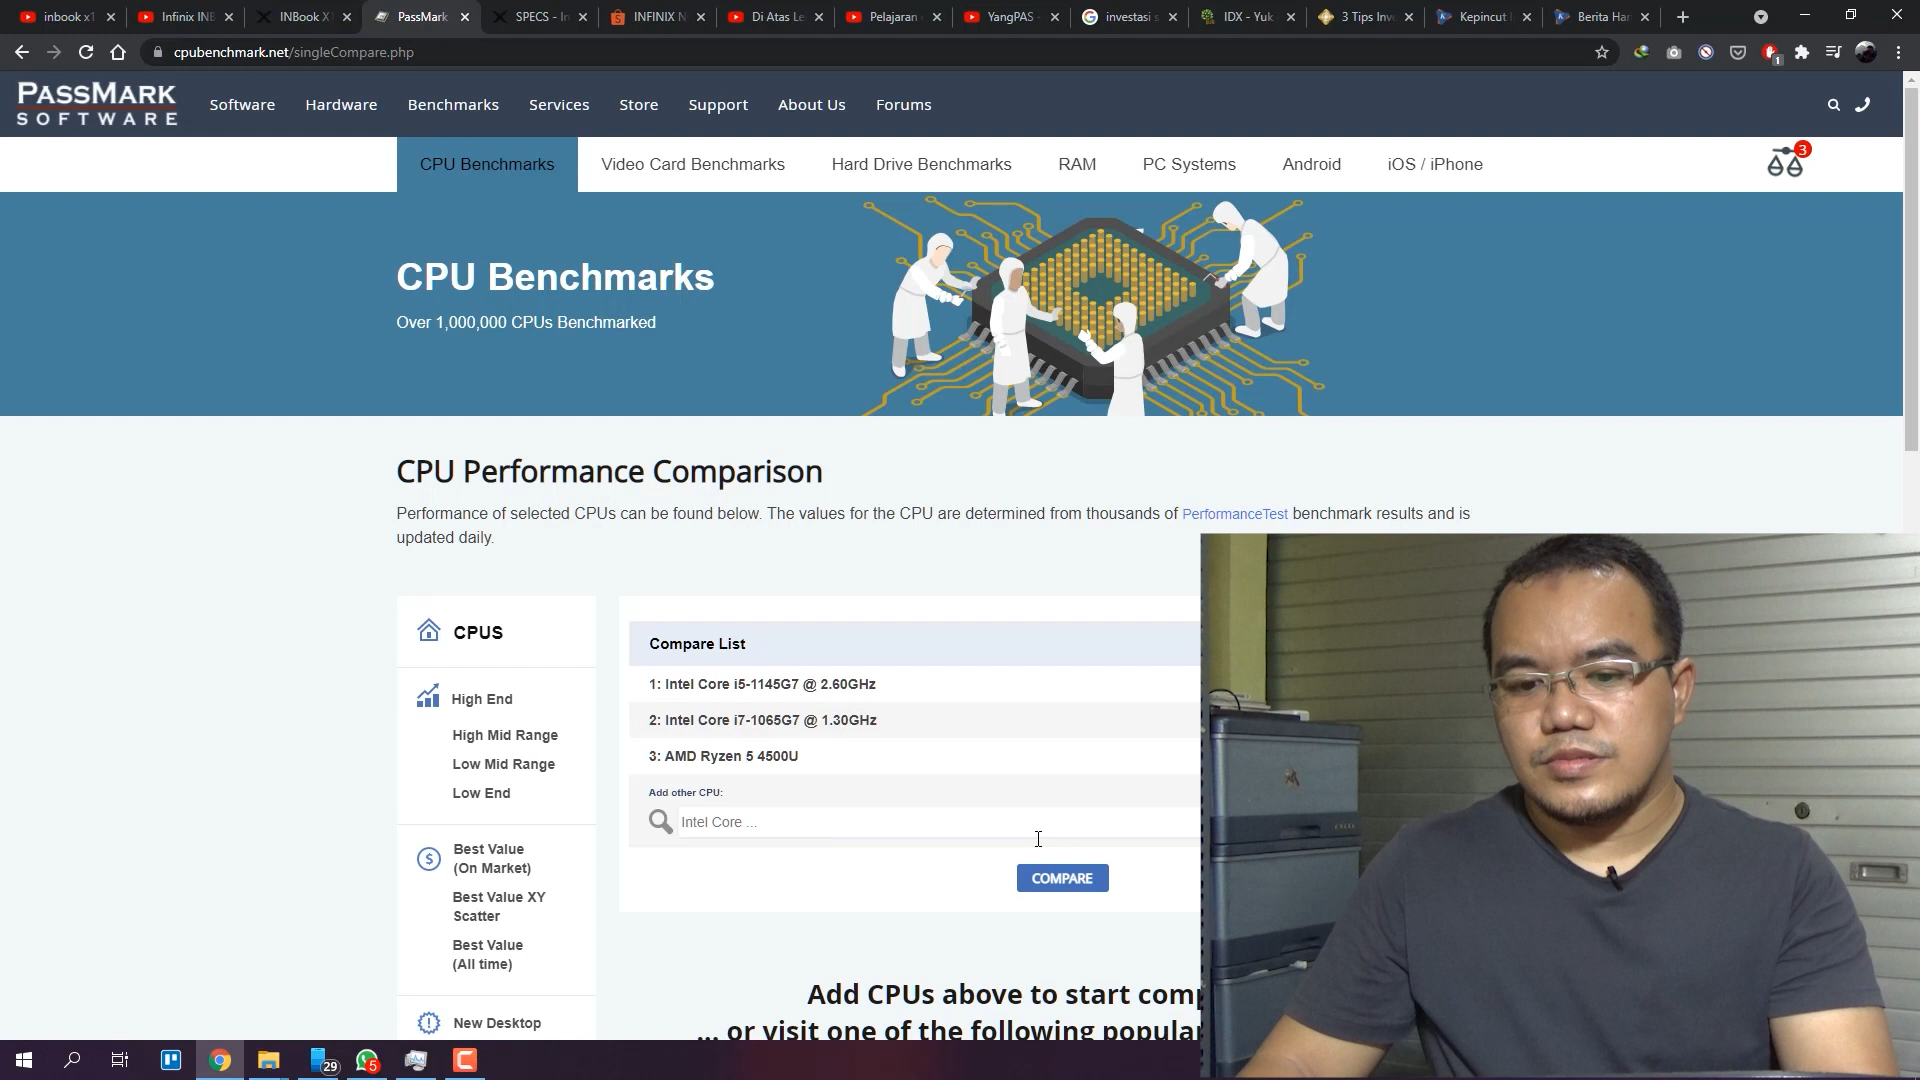 inbook x1
Infinix INB
INBook X
PassMark
SPECS - In
INFINIX N
Di Atas Le
Pelajaran
YangPAS -
investasi s
IDX - Yuk
3 Tips Inv
Kepincut
Berita Har
cpubenchmark.net/singleCompare.php
1
PASSMARK
SOFTWARE
Software
Hardware
Benchmarks
Services
Store
Support
About Us
Forums
CPU Benchmarks
Video Card Benchmarks
Hard Drive Benchmarks
RAM
PC Systems
Android
iOS / iPhone
3
CPU Benchmarks
Over 1,000,000 CPUs Benchmarked
CPU Performance Comparison
Performance of selected CPUs can be found below. The values for the CPU are determined from thousands of PerformanceTest benchmark results and is
updated daily.
CPUS
High End
High Mid Range
Low Mid Range
Low End
Best Value
(On Market)
Best Value XY
Scatter
Best Value
(All time)
New Desktop
Compare List
1: Intel Core i5-1145G7 @ 2.60GHz
2: Intel Core i7-1065G7 @ 1.30GHz
3: AMD Ryzen 5 4500U
Add other CPU:
Intel Core ...
COMPARE
Add CPUs above to start comp
... or visit one of the following popula
29
5